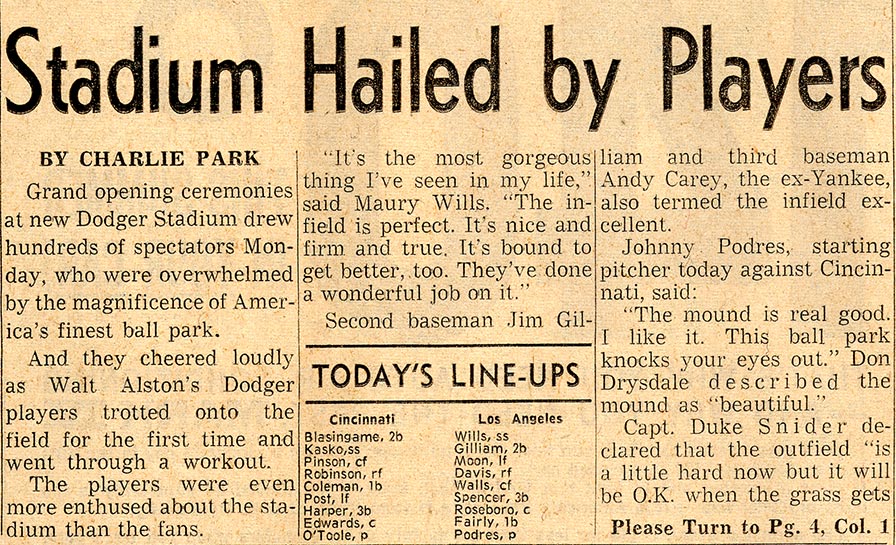 Stadium Hailed by Players
BY CHARLIE PARK
Grand opening ceremonies
at new Dodger Stadium drew
hundreds of spectators Mon-
day, who were overwhelmed
by the magnificence of Amer-
ica's finest ball park.
And they cheered loudly
as Walt Alston's Dodger
players trotted onto the
field for the first time and
went through a workout.
The players were even
more enthused about the sta-
dium than the fans.
"It's the most gorgeous
thing I've seen in my life,"
said Maury Wills. "The in-
field is perfect. It's nice and
firm and true. It's bound to
get better, too. They've done
a wonderful job on it."
Second baseman Jim Gil-
TODAY'S LINE-UPS
Cincinnati
Blasingame, 2b
Kasko,ss
Pinson, cf
Robinson, rf
Coleman, 1b
Post, lf
Harper, 3b
Edwards, c
O'Toole, p
Los Angeles
Wills, ss
Gilliam, 2b
Moon, lf
Davis, rf
Walls, cf
Spencer, 3b
Roseboro, c
Fairly, 1b
Podres, p
liam and third baseman
Andy Carey, the ex-Yankee,
also termed the infield ex-
cellent.
Johnny Podres, starting
pitcher today against Cincin-
nati, said:
"The mound is real good.
I like it. This ball park
knocks your eyes out." Don
Drysdale described the
mound as "beautiful."
Capt. Duke Snider de-
clared that the outfield "is
a little hard now but it will
be O.K. when the grass gets
Please Turn to Pg. 4, Col. 1